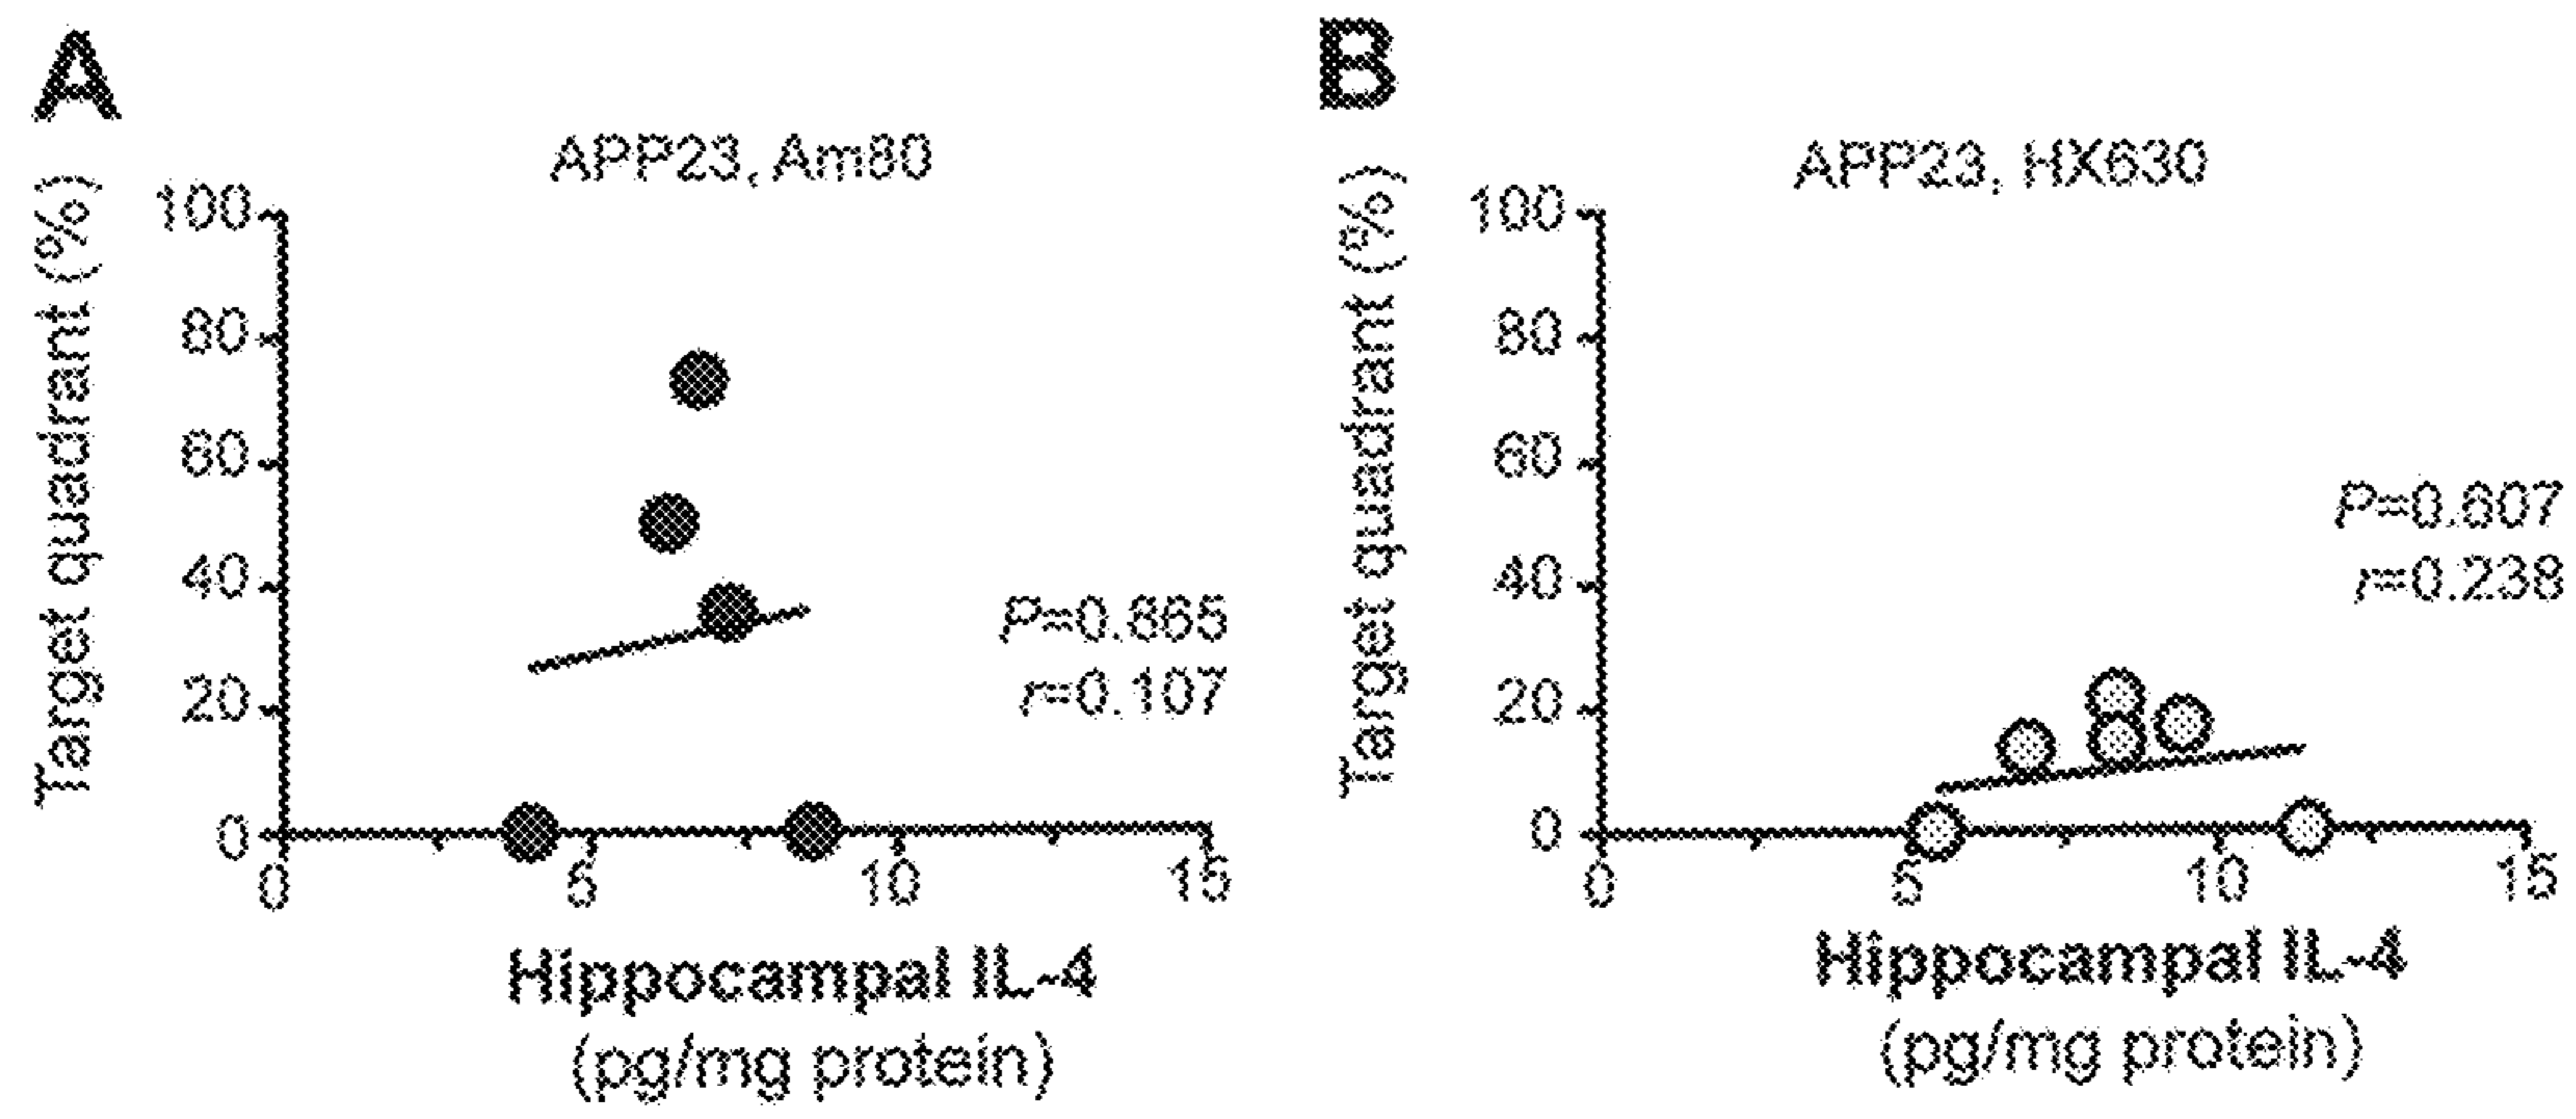 A
APP23, Am80
Target quadrant (%)
100
80
60
40
20
0
P=0.865
r=0.107
0 5 10 15
Hippocampal IL-4
(pg/mg protein)
B
APP23, HX630
Target quadrant (%)
100
80
60
40
20
0
P=0.607
r=0.238
0 5 10 15
Hippocampal IL-4
(pg/mg protein)